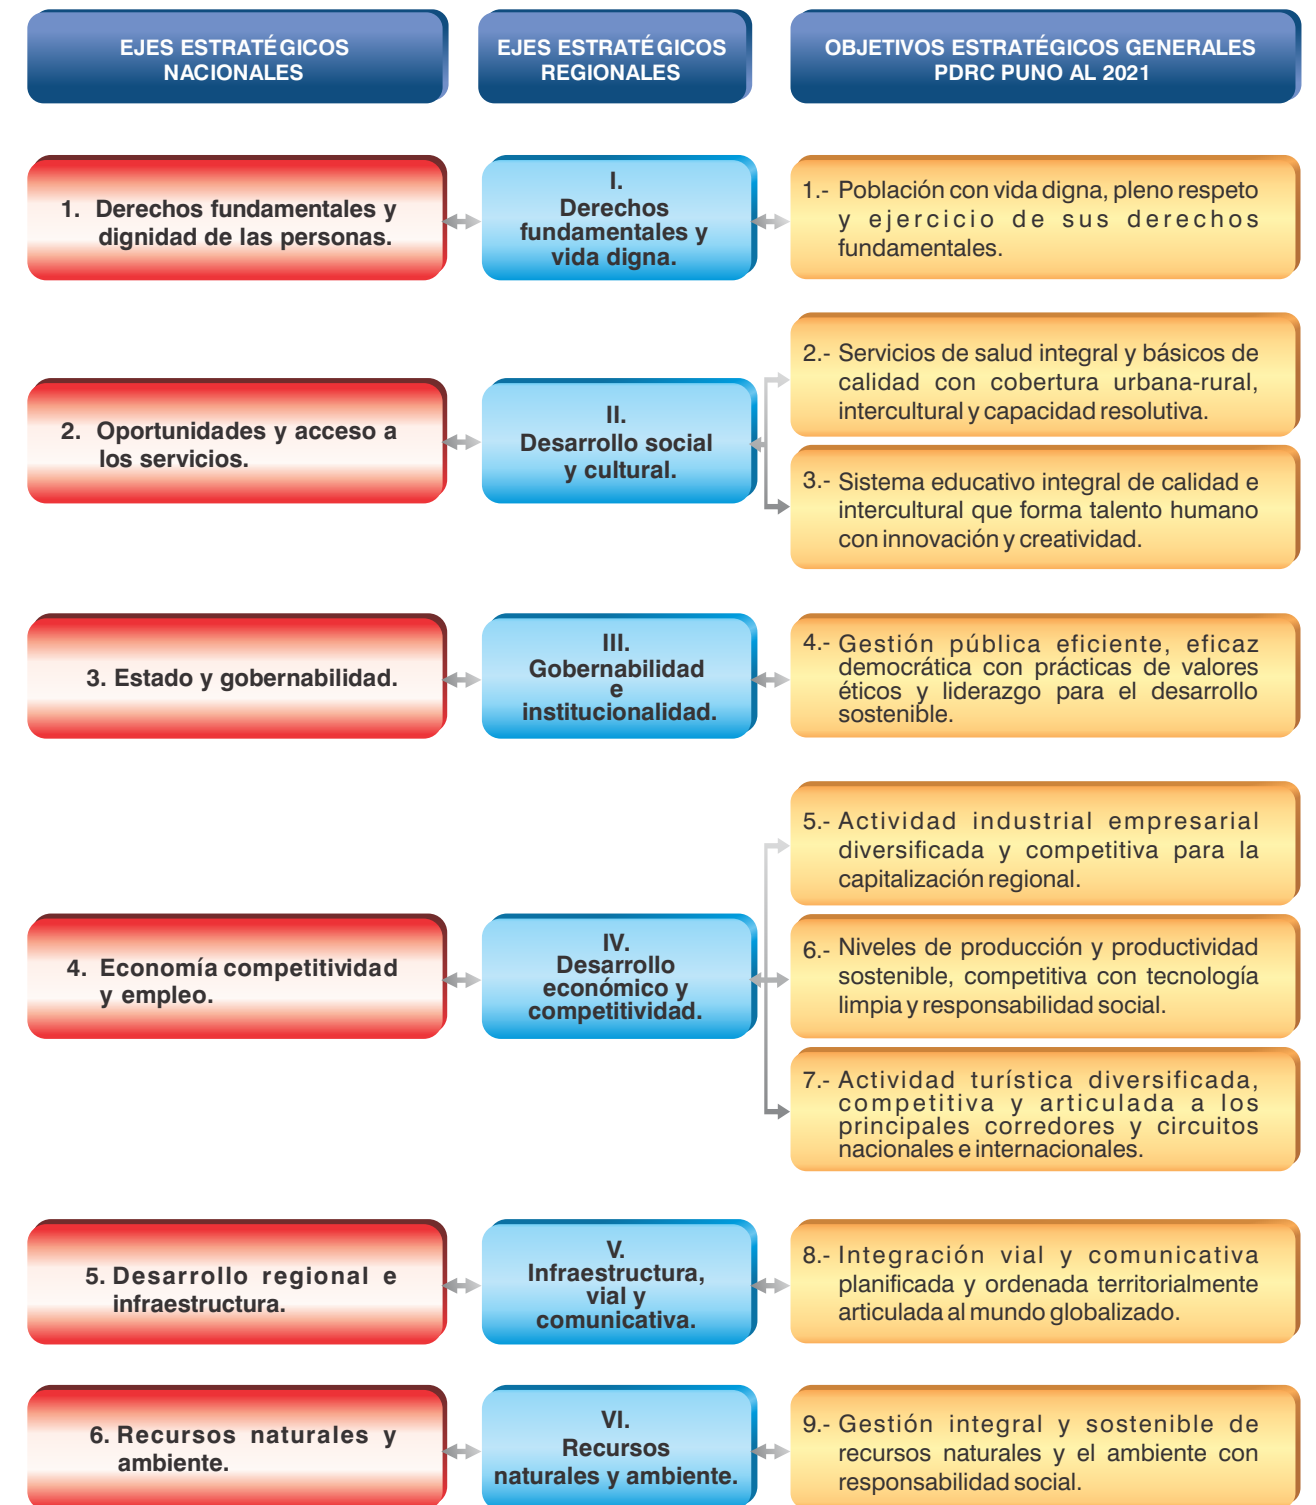 EJES ESTRATÉGICOS
NACIONALES
EJES ESTRATÉGICOS
REGIONALES
OBJETIVOS ESTRATÉGICOS GENERALES
PDRC PUNO AL 2021
1. Derechos fundamentales y
dignidad de las personas.
I.
Derechos
fundamentales y
vida digna.
1.- Población con vida digna, pleno respeto
y ejercicio de sus derechos
fundamentales.
2. Oportunidades y acceso a
los servicios.
II.
Desarrollo social
y cultural.
2.- Servicios de salud integral y básicos de
calidad con cobertura urbana-rural,
intercultural y capacidad resolutiva.
3.- Sistema educativo integral de calidad e
intercultural que forma talento humano
con innovación y creatividad.
3. Estado y gobernabilidad.
III.
Gobernabilidad
e
institucionalidad.
4.- Gestión pública eficiente, eficaz
democrática con prácticas de valores
éticos y liderazgo para el desarrollo
sostenible.
4. Economía competitividad
y empleo.
IV.
Desarrollo
económico y
competitividad.
5.- Actividad industrial empresarial
diversificada y competitiva para la
capitalización regional.
6.- Niveles de producción y productividad
sostenible, competitiva con tecnología
limpia y responsabilidad social.
7.- Actividad turística diversificada,
competitiva y articulada a los
principales corredores y circuitos
nacionales e internacionales.
5. Desarrollo regional e
infraestructura.
V.
Infraestructura,
vial y
comunicativa.
8.- Integración vial y comunicativa
planificada y ordenada territorialmente
articulada al mundo globalizado.
6. Recursos naturales y
ambiente.
VI.
Recursos
naturales y ambiente.
9.- Gestión integral y sostenible de
recursos naturales y el ambiente con
responsabilidad social.